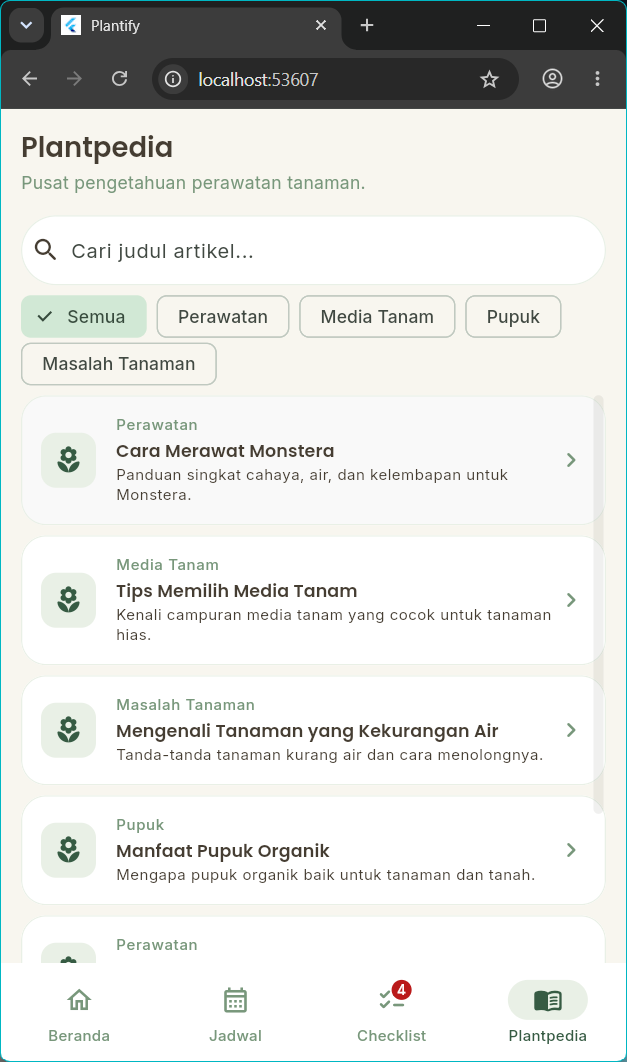 Plantify
localhost:53607
Plantpedia
Pusat pengetahuan perawatan tanaman.
Cari judul artikel...
Semua Perawatan Media Tanam Pupuk
Masalah Tanaman
Perawatan
Cara Merawat Monstera
Panduan singkat cahaya, air, dan kelembapan untuk
Monstera.
Media Tanam
Tips Memilih Media Tanam
Kenali campuran media tanam yang cocok untuk tanaman
hias.
Masalah Tanaman
Mengenali Tanaman yang Kekurangan Air
Tanda-tanda tanaman kurang air dan cara menolongnya.
Pupuk
Manfaat Pupuk Organik
Mengapa pupuk organik baik untuk tanaman dan tanah.
Perawatan
4
Beranda Jadwal Checklist Plantpedia